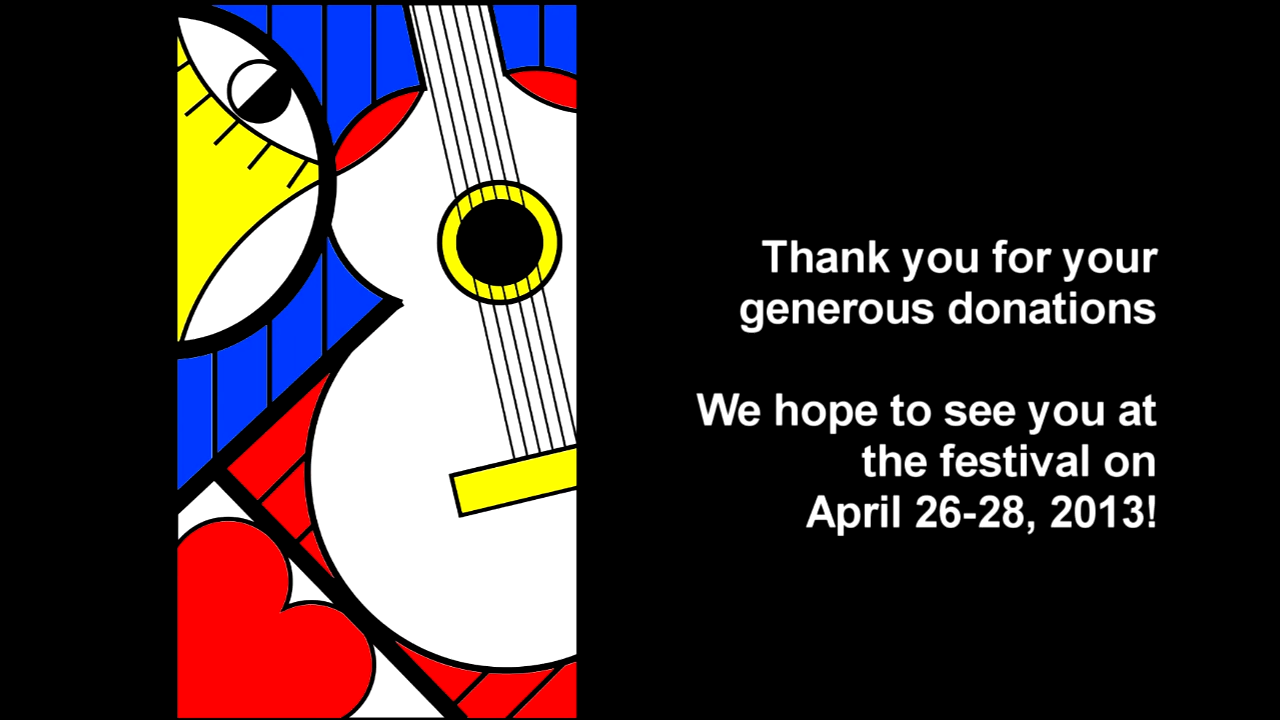 Thank you for your
generous donations
We hope to see you at
the festival on
April 26-28, 2013!